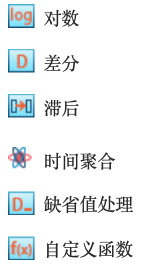 log 对数
D 差分
滞后
时间聚合
D_ 缺省值处理
f(x) 自定义函数